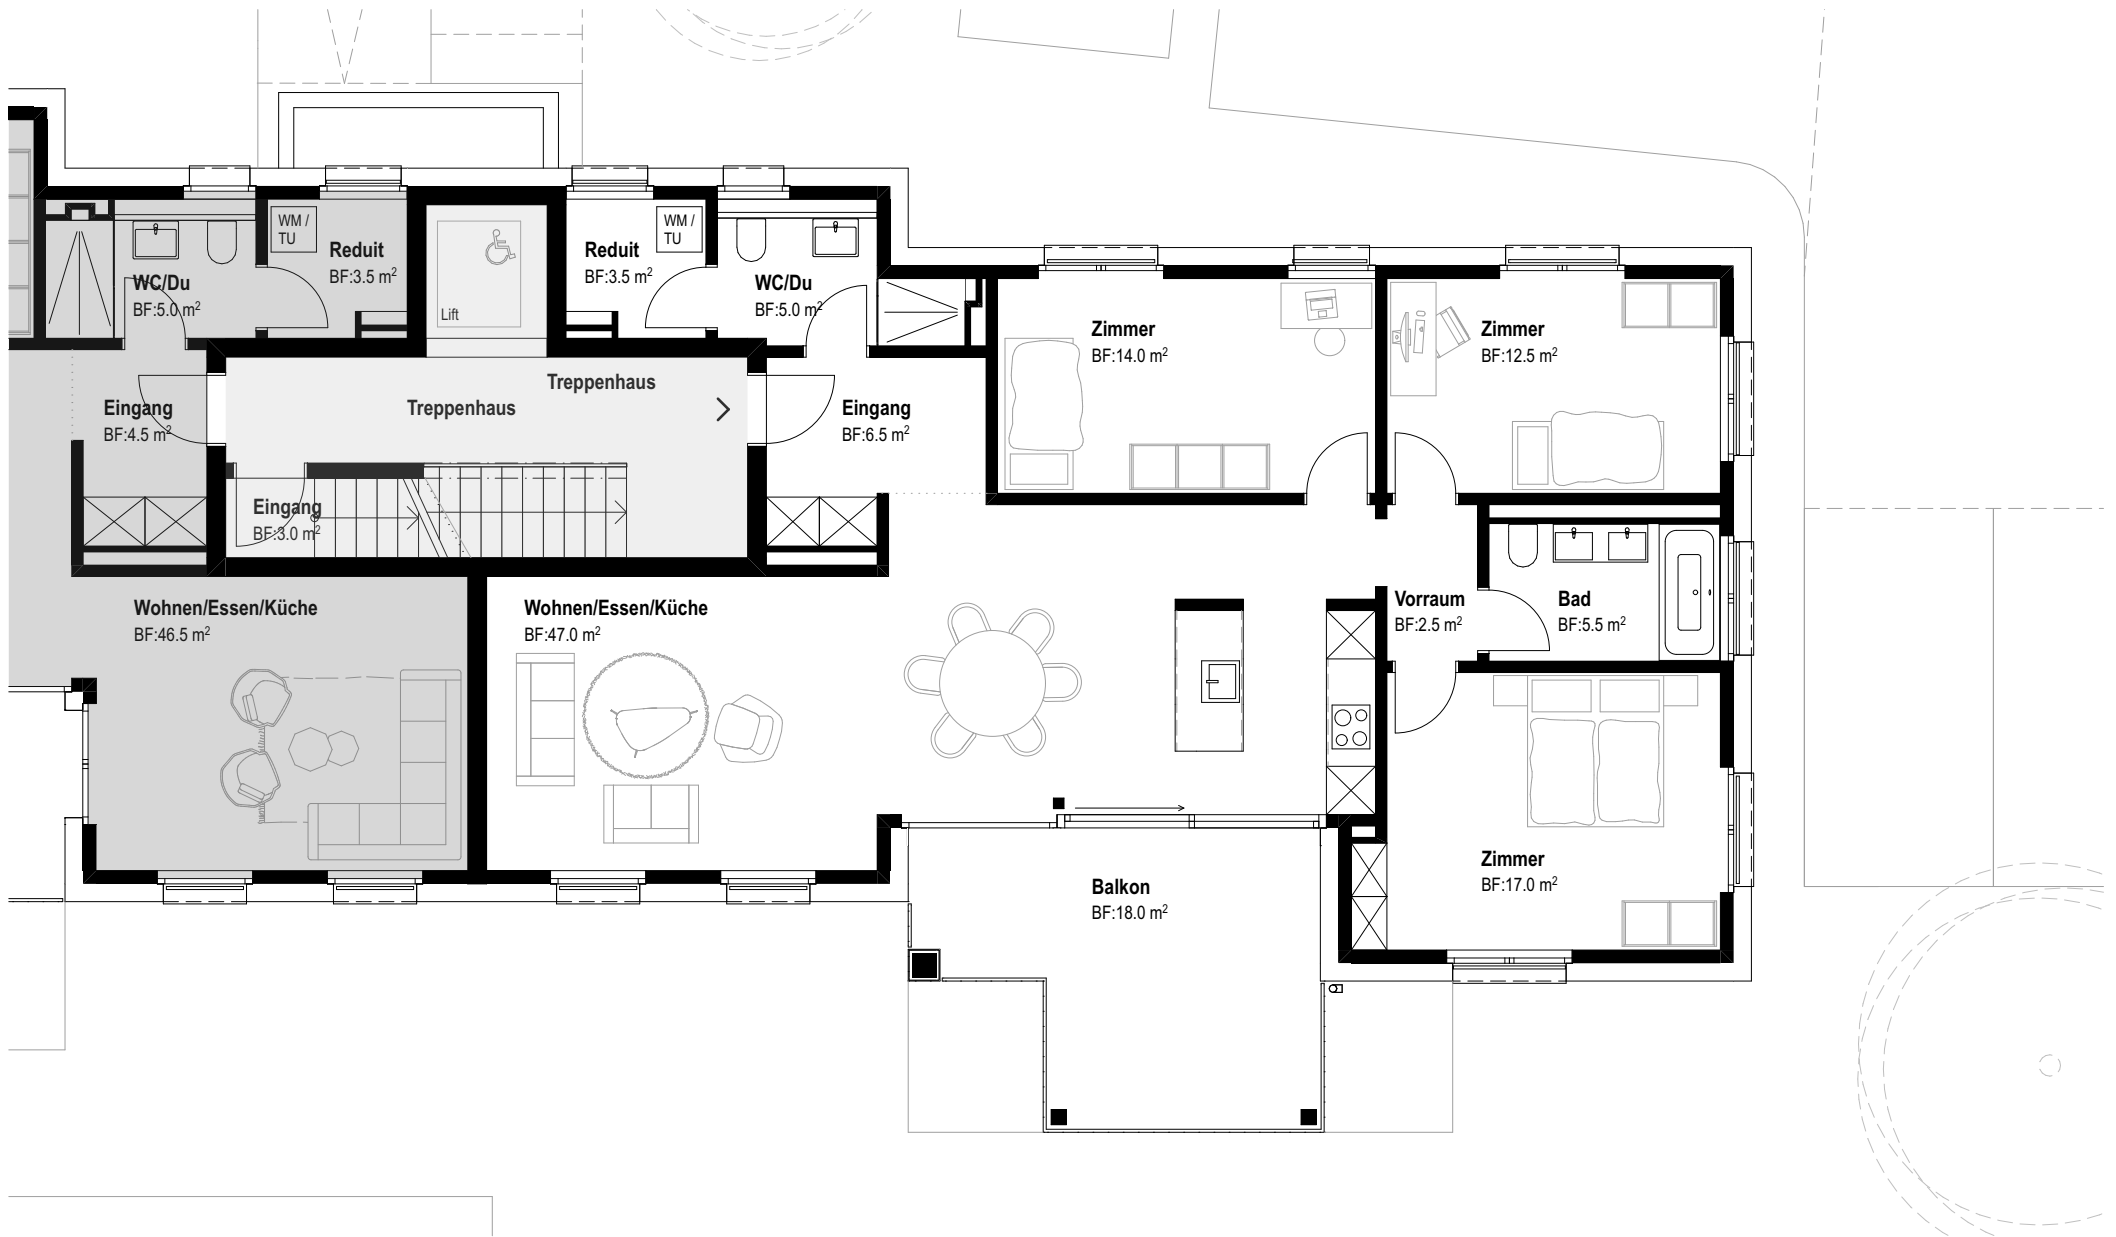 WM /
TU
Reduit
BF:3.5 m²
WC/Du
BF:5.0 m²
Lift
Reduit
BF:3.5 m²
WM /
TU
WC/Du
BF:5.0 m²
Zimmer
BF:14.0 m²
Zimmer
BF:12.5 m²
Treppenhaus
Treppenhaus
Eingang
BF:4.5 m²
Eingang
BF:6.5 m²
Eingang
BF:3.0 m²
Wohnen/Essen/Küche
BF:46.5 m²
Wohnen/Essen/Küche
BF:47.0 m²
Vorraum
BF:2.5 m²
Bad
BF:5.5 m²
Zimmer
BF:17.0 m²
Balkon
BF:18.0 m²